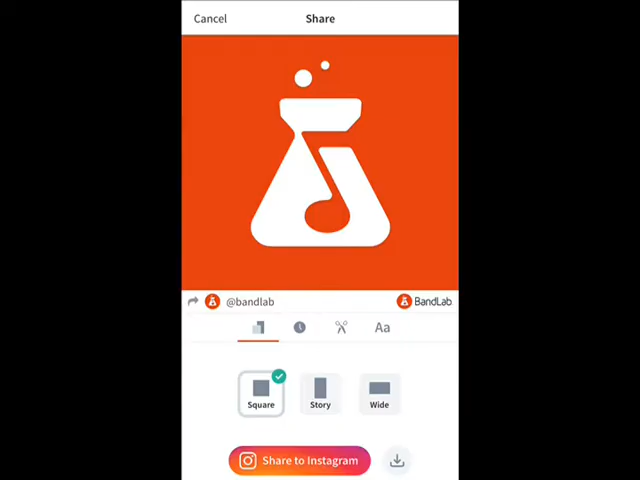 Cancel Share
@bandlab BandLab
Aa
Square Story Wide
Share to Instagram